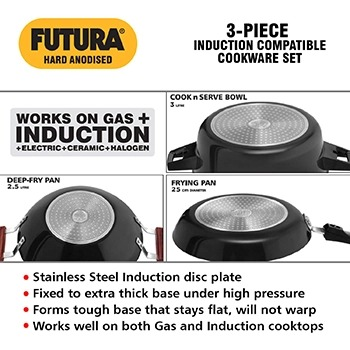 FUTURA®
HARD ANODISED
3-PIECE
INDUCTION COMPATIBLE
COOKWARE SET
WORKS ON GAS +
INDUCTION
+ELECTRIC+CERAMIC+HALOGEN
COOK n SERVE BOWL
3 LITRE
DEEP-FRY PAN
2.5 LITRE
FRYING PAN
25 CMS DIAMETER
• Stainless Steel Induction disc plate
• Fixed to extra thick base under high pressure
• Forms tough base that stays flat, will not warp
• Works well on both Gas and Induction cooktops